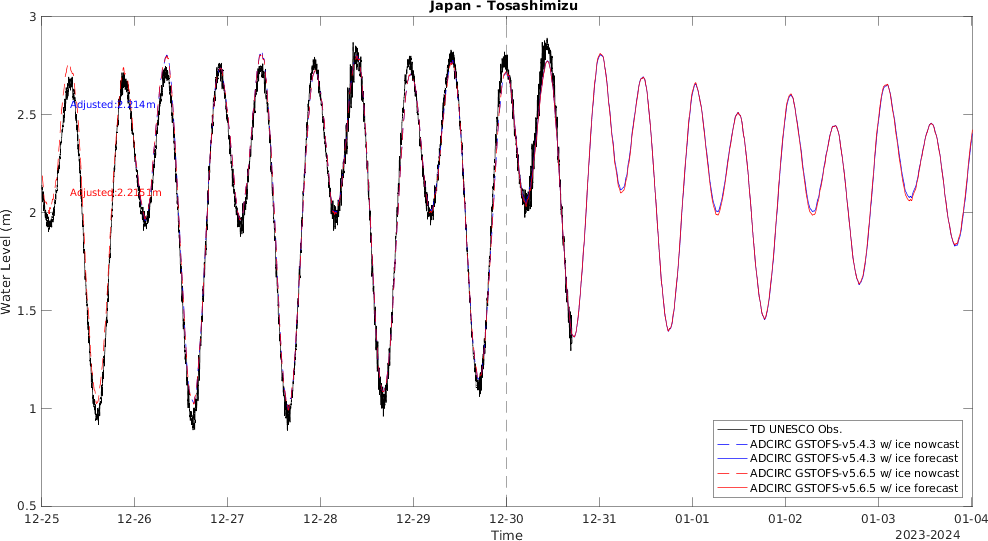 Japan - Tosashimizu
3
2.5
2
1.5
1
0.5
Water Level (m)
Adjusted:2.214m
Adjusted:2.2151m
TD UNESCO Obs.
ADCIRC GSTOFS-v5.4.3 w/ ice nowcast
ADCIRC GSTOFS-v5.4.3 w/ ice forecast
ADCIRC GSTOFS-v5.6.5 w/ ice nowcast
ADCIRC GSTOFS-v5.6.5 w/ ice forecast
12-25 12-26 12-27 12-28 12-29 12-30 12-31 01-01 01-02 01-03 01-04
Time
2023-2024